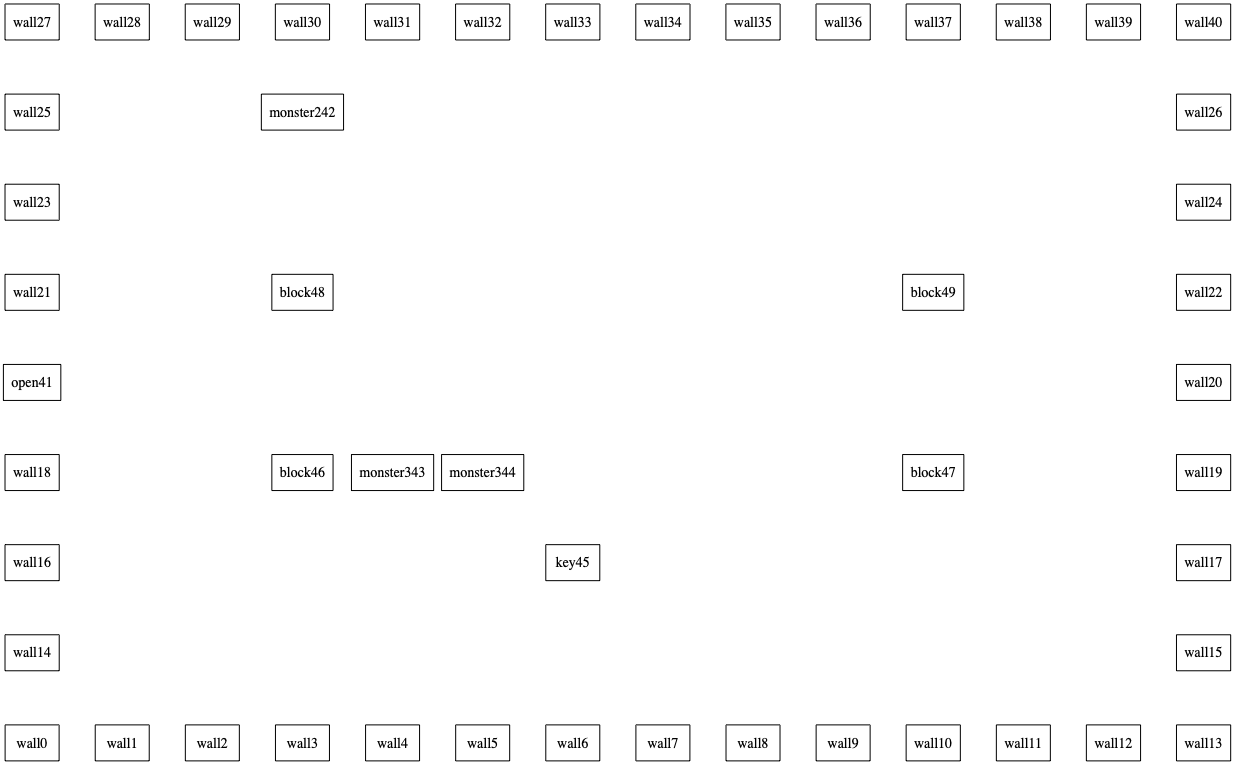 wall27 wall28 wall29 wall30 wall31 wall32 wall33 wall34 wall35 wall36 wall37 wall38 wall39 wall40
wall25 monster242 wall26
wall23 wall24
wall21 block48 block49 wall22
open41 wall20
wall18 block46 monster343 monster344 block47 wall19
wall16 key45 wall17
wall14 wall15
wall0 wall1 wall2 wall3 wall4 wall5 wall6 wall7 wall8 wall9 wall10 wall11 wall12 wall13